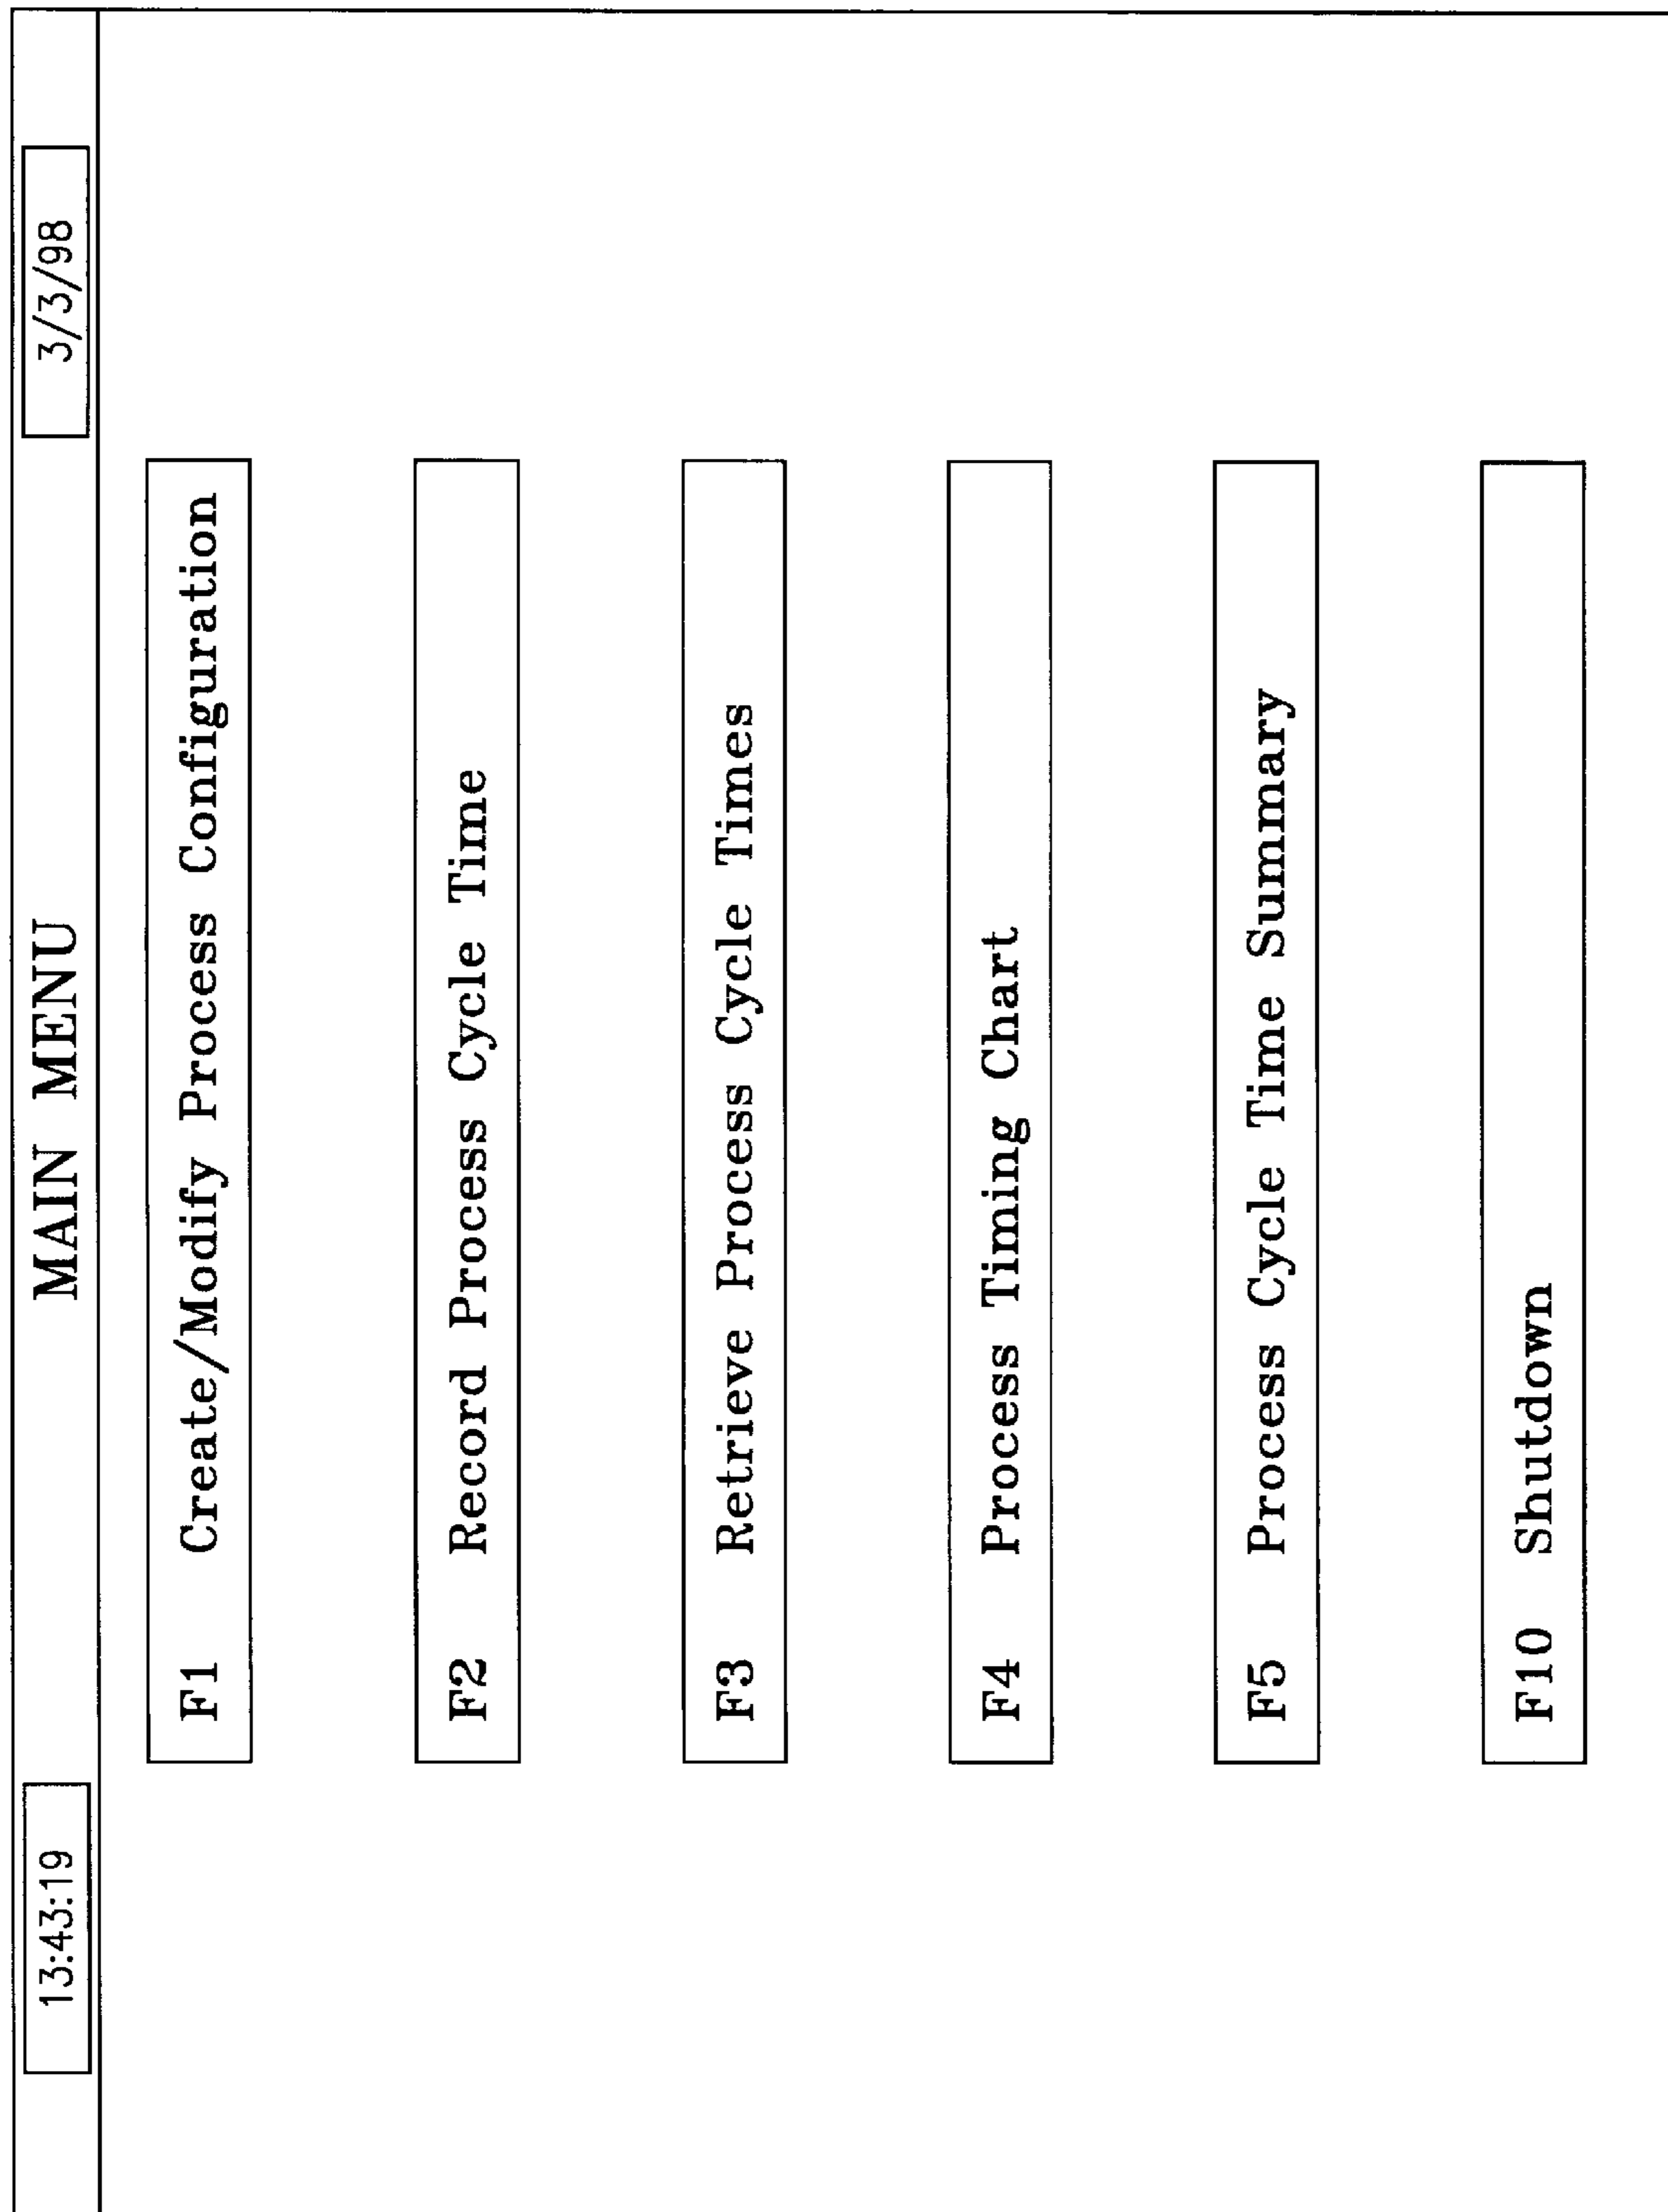 13:43:19 MAIN MENU 3/3/98
F1 Create/Modify Process Configuration
F2 Record Process Cycle Time
F3 Retrieve Process Cycle Times
F4 Process Timing Chart
F5 Process Cycle Time Summary
F10 Shutdown